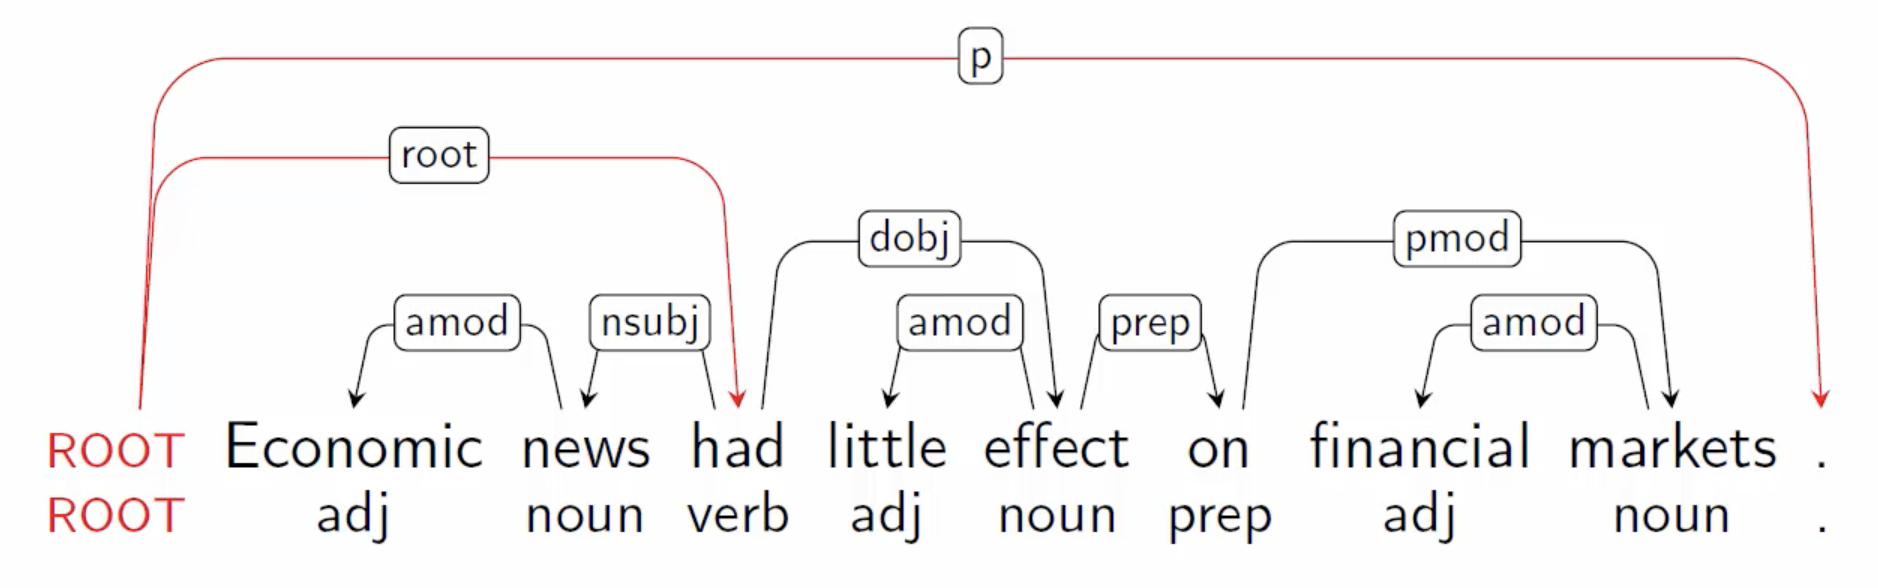 p
root
dobj pmod
amod nsubj amod prep amod
ROOT Economic news had little effect on financial markets .
ROOT adj noun verb adj noun prep adj noun .